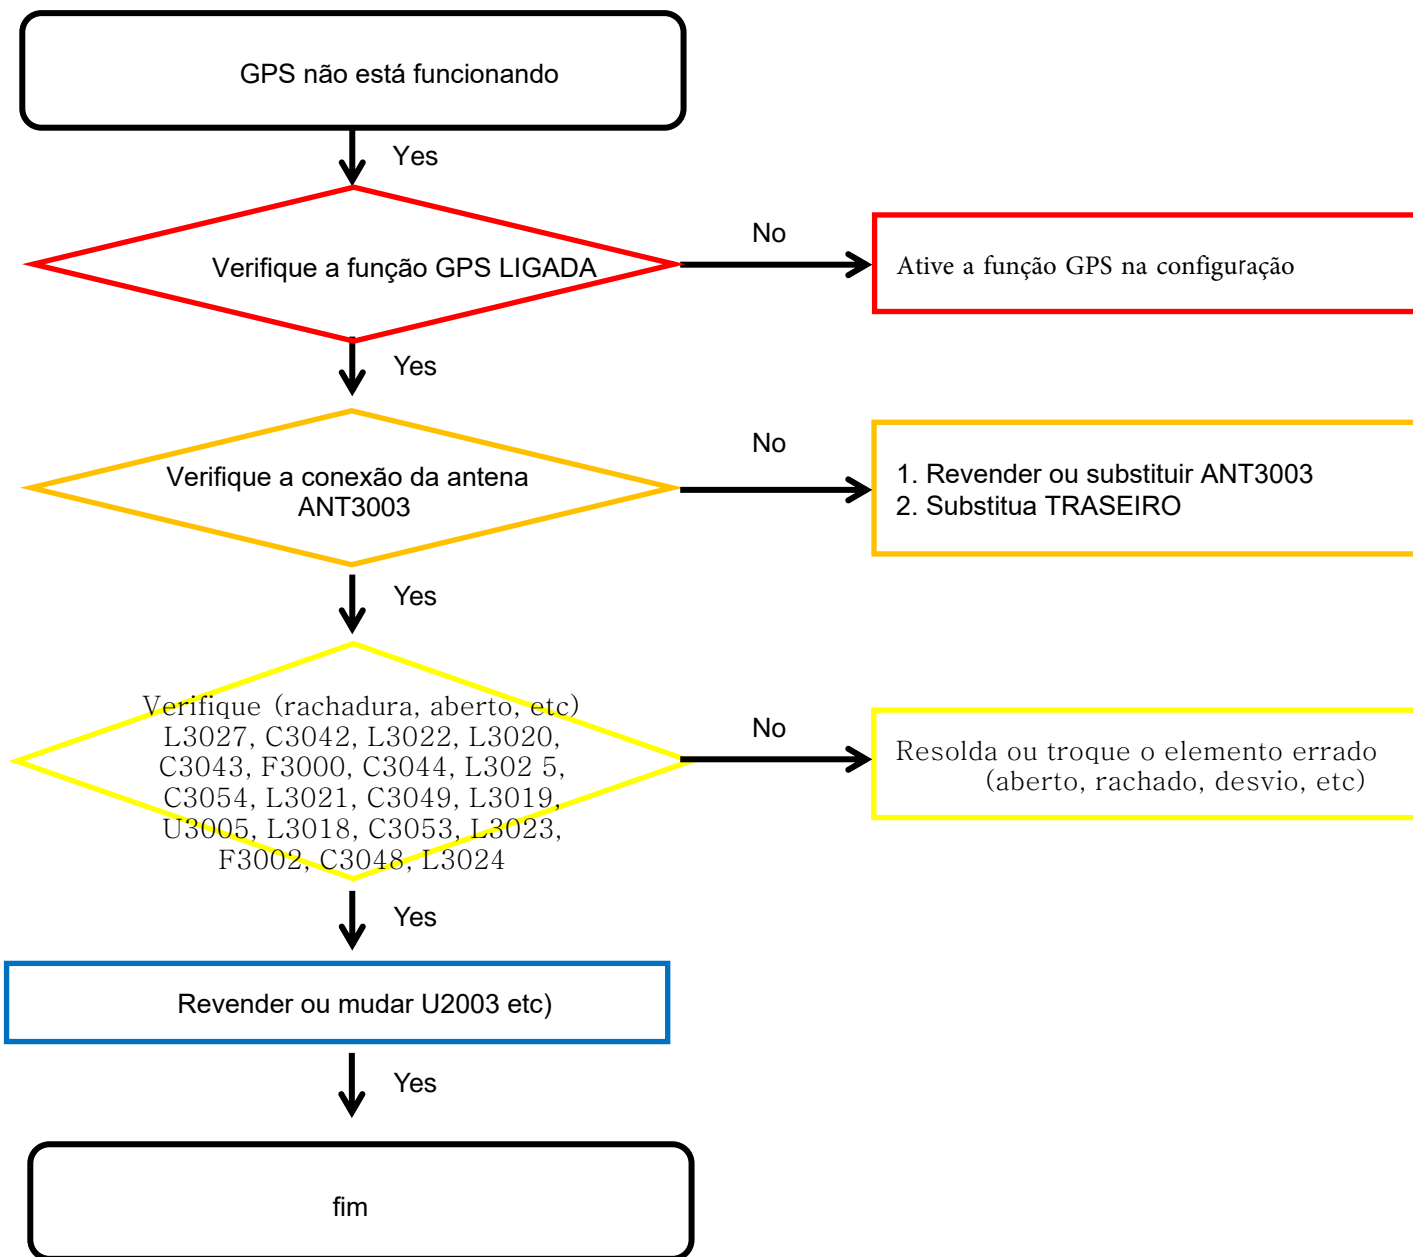 GPS não está funcionando
Yes
Verifique a função GPS LIGADA
No
Ative a função GPS na configuração
Yes
Verifique a conexão da antena
ANT3003
No
1. Revender ou substituir ANT3003
2. Substitua TRASEIRO
Yes
Verifique (rachadura, aberto, etc)
L3027, C3042, L3022, L3020,
C3043, F3000, C3044, L302 5,
C3054, L3021, C3049, L3019,
U3005, L3018, C3053, L3023,
F3002, C3048, L3024
No
Resolda ou troque o elemento errado
(aberto, rachado, desvio, etc)
Yes
Revender ou mudar U2003 etc)
Yes
fim